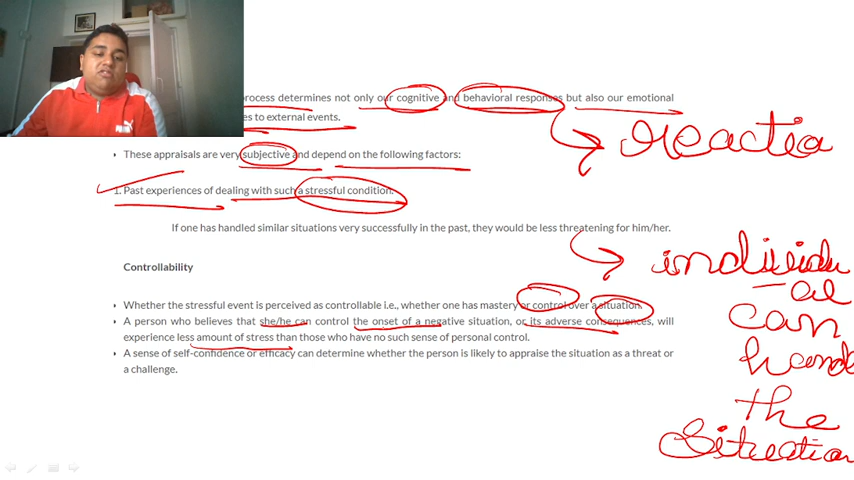 process determines not only our cognitive and behavioral responses but also our emotional
es to external events.
reactio
• These appraisals are very subjective and depend on the following factors:
1. Past experiences of dealing with such a stressful condition.
If one has handled similar situations very successfully in the past, they would be less threatening for him/her.
individu
-al
can
hand
the
situation
Controllability
• Whether the stressful event is perceived as controllable i.e., whether one has mastery or control over a situation.
• A person who believes that she/he can control the onset of a negative situation, or its adverse consequences, will
experience less amount of stress than those who have no such sense of personal control.
• A sense of self-confidence or efficacy can determine whether the person is likely to appraise the situation as a threat or
a challenge.